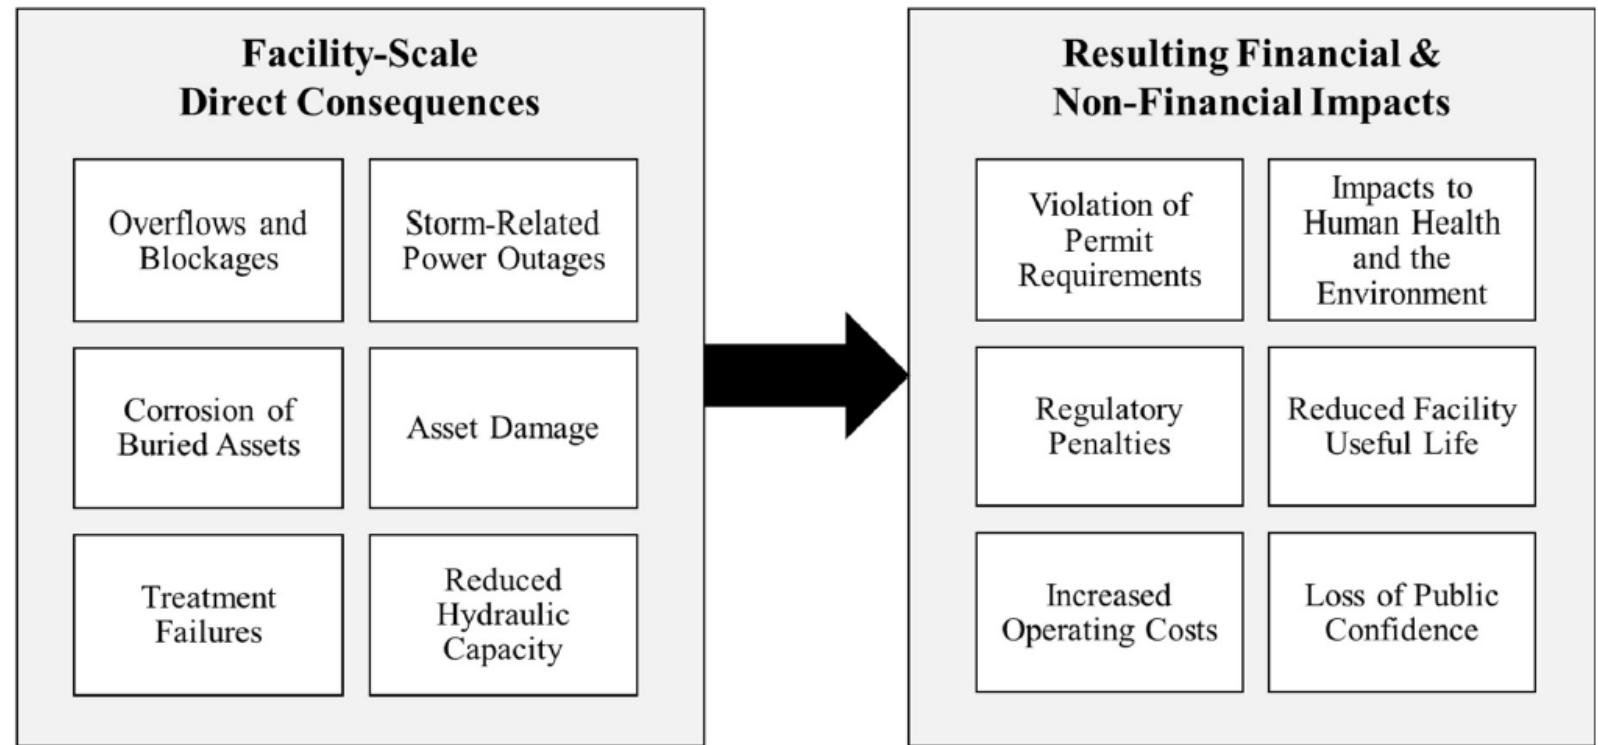 Facility-Scale
Direct Consequences
Overflows and
Blockages
Storm-Related
Power Outages
Corrosion of
Buried Assets
Asset Damage
Treatment
Failures
Reduced
Hydraulic
Capacity
Resulting Financial &
Non-Financial Impacts
Violation of
Permit
Requirements
Impacts to
Human Health
and the
Environment
Regulatory
Penalties
Reduced Facility
Useful Life
Increased
Operating Costs
Loss of Public
Confidence